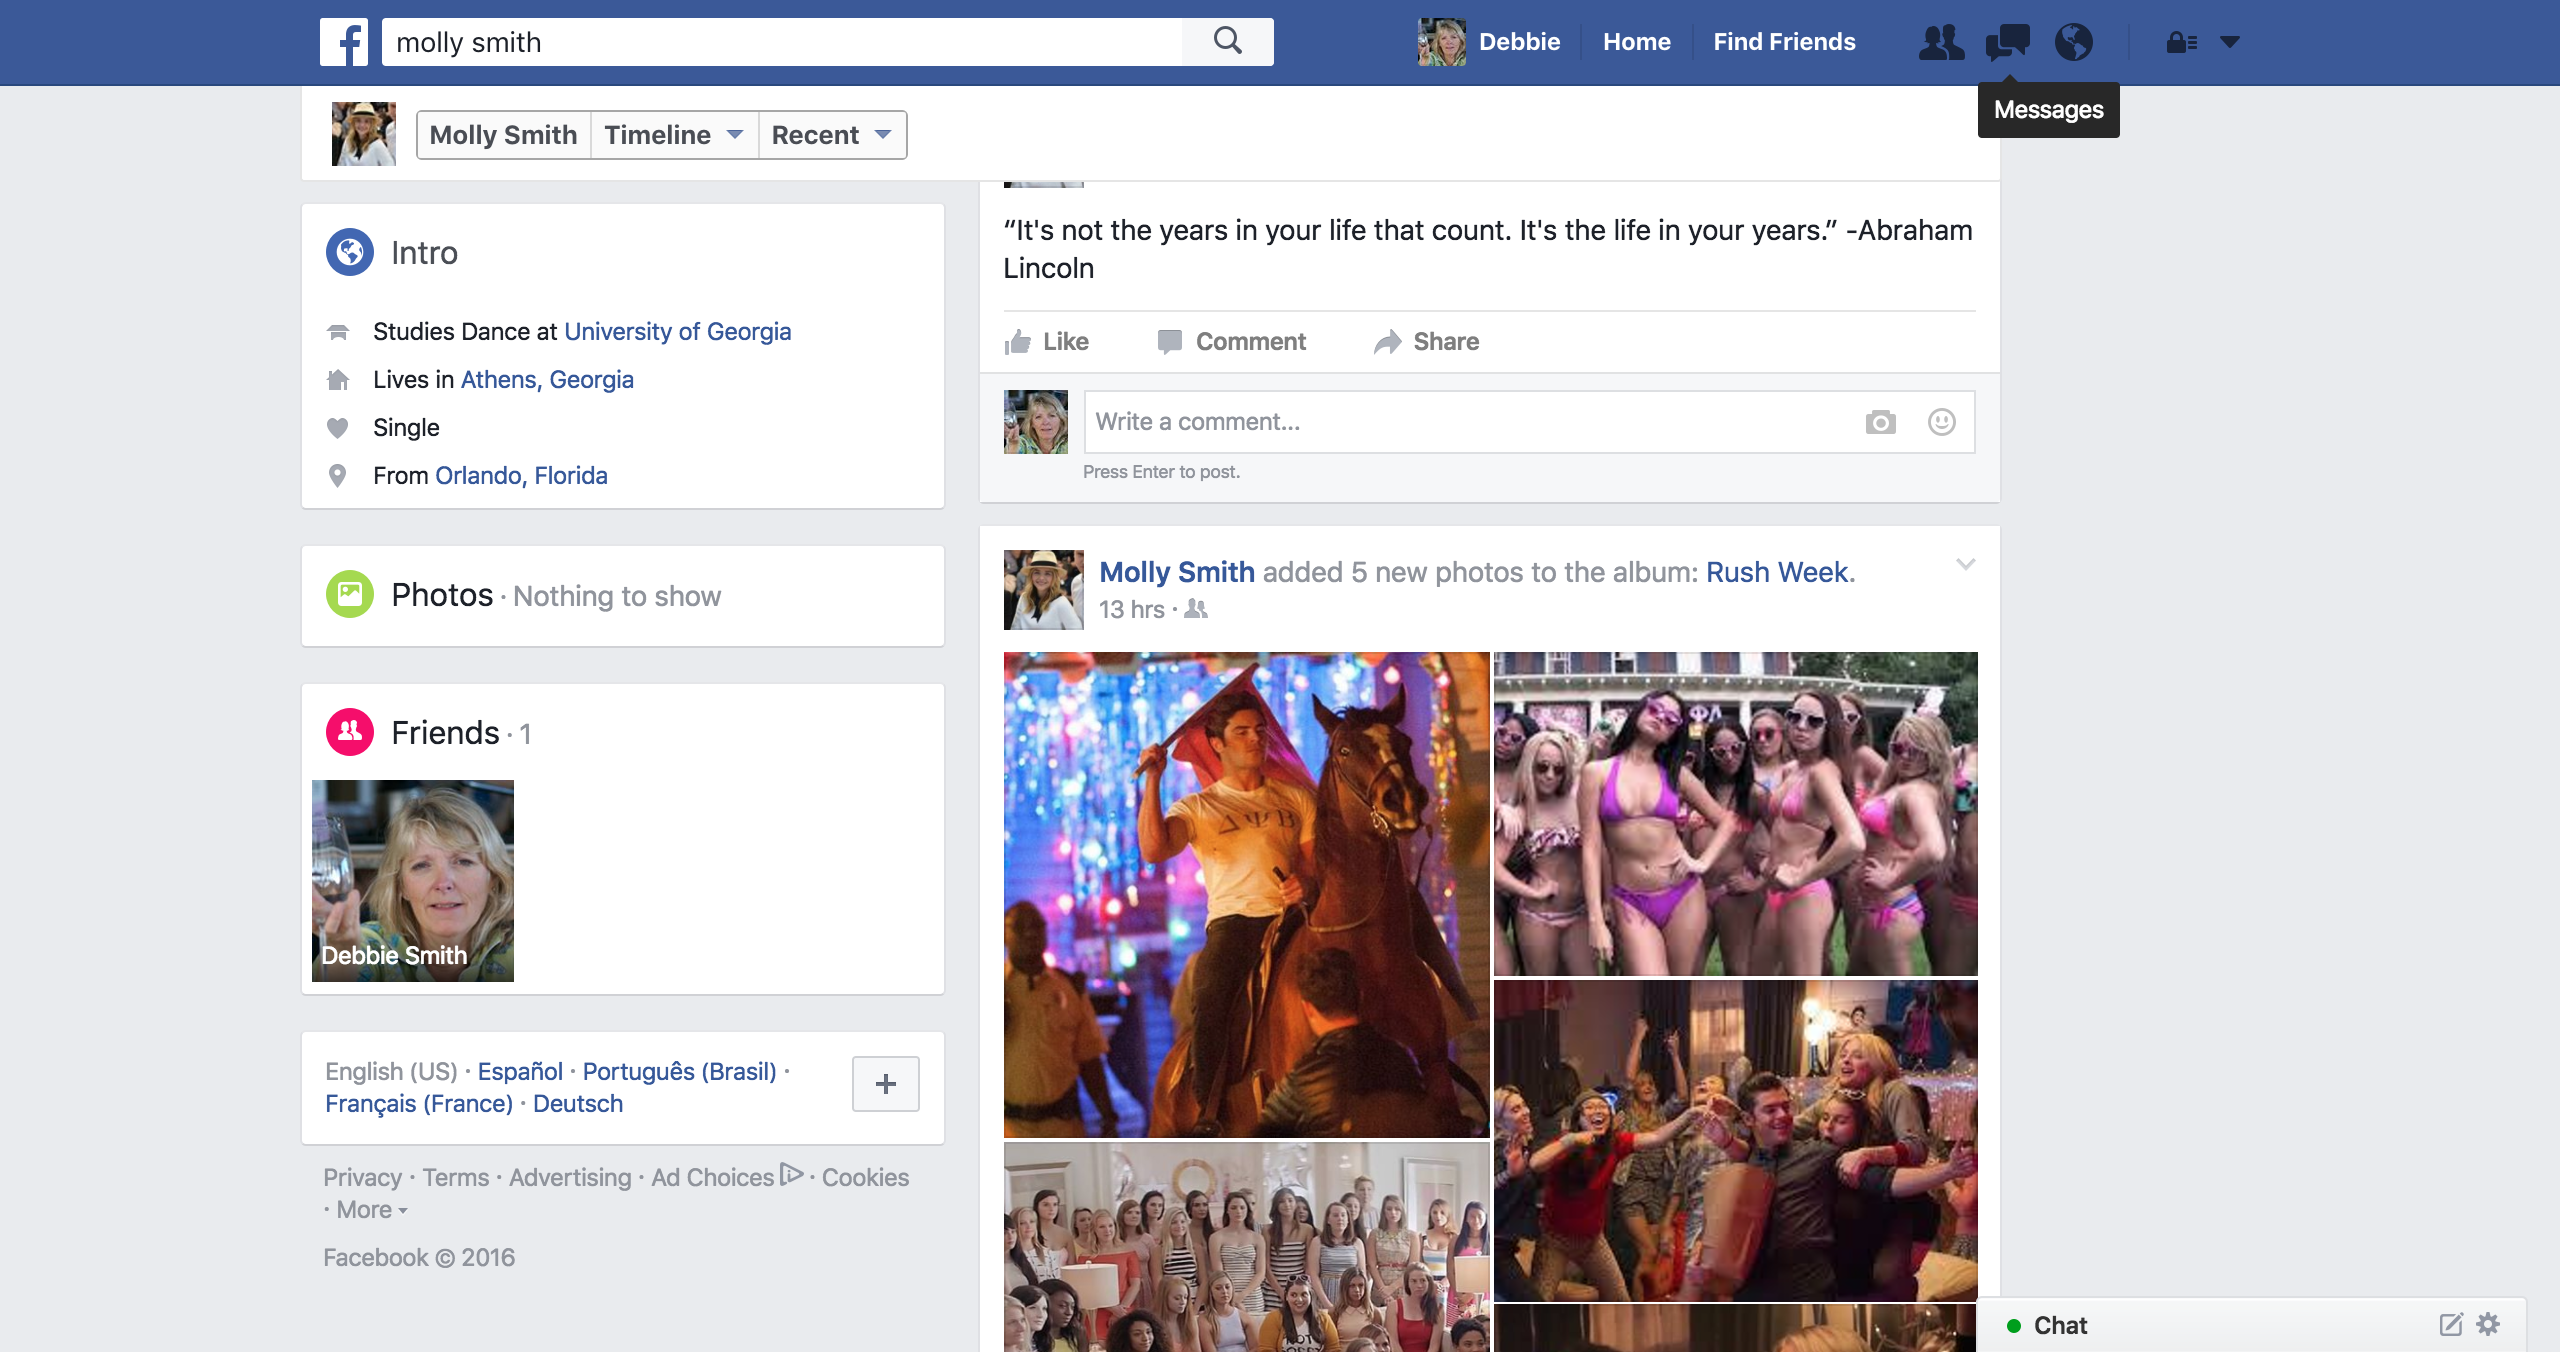 molly smith
Debbie
Home
Find Friends
Messages
Molly Smith
Timeline
Recent
“It's not the years in your life that count. It's the life in your years.” -Abraham
Lincoln
Like
Comment
Share
Write a comment...
Press Enter to post.
Intro
Studies Dance at University of Georgia
Lives in Athens, Georgia
Single
From Orlando, Florida
Photos · Nothing to show
Friends · 1
Debbie Smith
English (US) · Español · Português (Brasil) ·
Français (France) · Deutsch
Privacy · Terms · Advertising · Ad Choices · Cookies
· More
Facebook © 2016
Molly Smith added 5 new photos to the album: Rush Week.
13 hrs ·
ΔΨΒ
ΦΛ
Chat